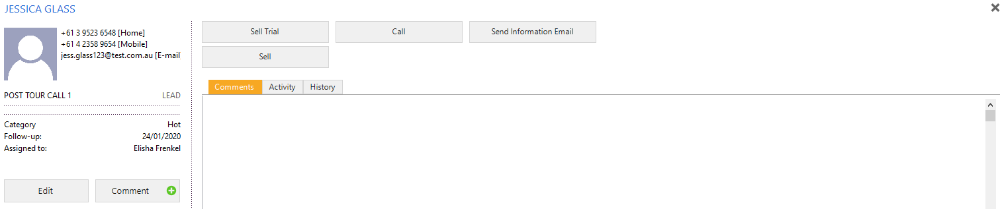 JESSICA GLASS
+61 3 9523 6548 [Home]
+61 4 2358 9654 [Mobile]
jess.glass123@test.com.au [E-mail
POST TOUR CALL 1 LEAD
Category Hot
Follow-up: 24/01/2020
Assigned to: Elisha Frenkel
Edit Comment
Sell Trial Call Send Information Email
Sell
Comments Activity History